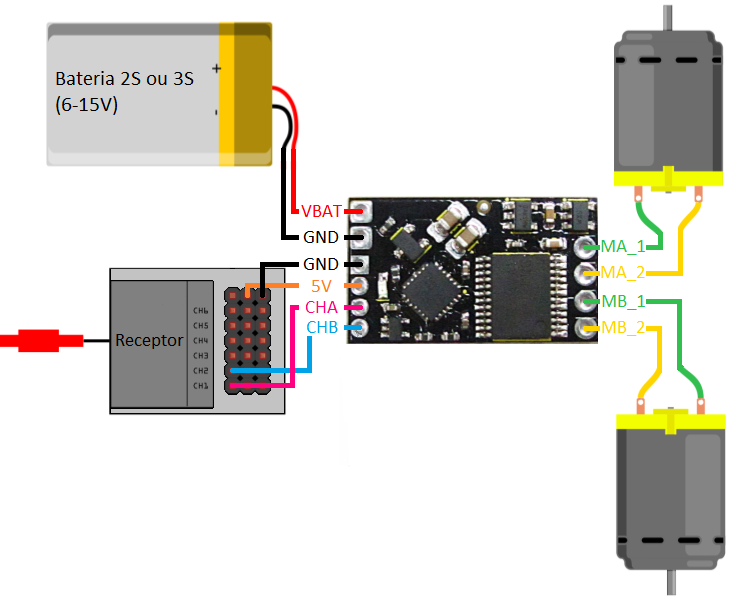 Bateria 2S ou 3S
(6-15V)
+
-
VBAT
GND
GND
5V
CHA
CHB
MA_1
MA_2
MB_1
MB_2
Receptor
CH6
CH5
CH4
CH3
CH2
CH1